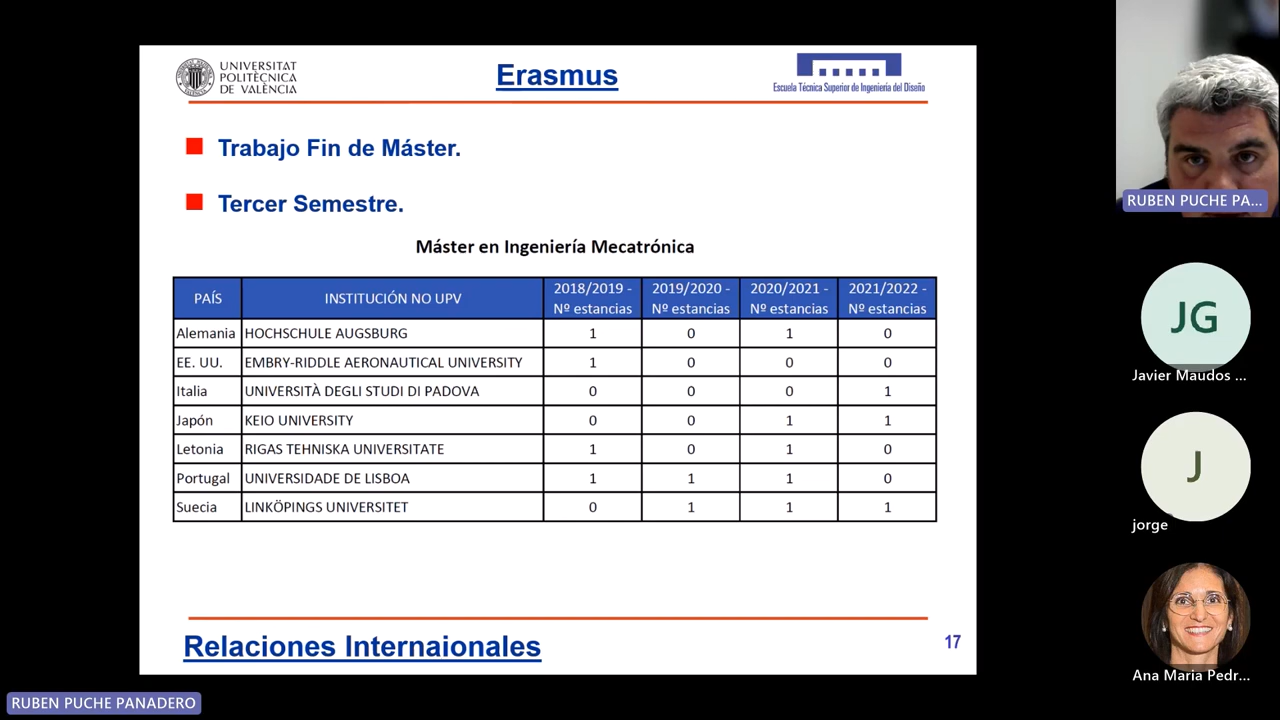 UNIVERSITAT
POLITÈCNICA
DE VALÈNCIA
Erasmus
Escuela Técnica Superior de Ingeniería del Diseño
Trabajo Fin de Máster.
Tercer Semestre.
Máster en Ingeniería Mecatrónica
PAÍS INSTITUCIÓN NO UPV 2018/2019 - Nº estancias 2019/2020 - Nº estancias 2020/2021 - Nº estancias 2021/2022 - Nº estancias
Alemania HOCHSCHULE AUGSBURG 1 0 1 0
EE. UU. EMBRY-RIDDLE AERONAUTICAL UNIVERSITY 1 0 0 0
Italia UNIVERSITÀ DEGLI STUDI DI PADOVA 0 0 0 1
Japón KEIO UNIVERSITY 0 0 1 1
Letonia RIGAS TEHNISKA UNIVERSITATE 1 0 1 0
Portugal UNIVERSIDADE DE LISBOA 1 1 1 0
Suecia LINKÖPINGS UNIVERSITET 0 1 1 1
Relaciones Internaionales
17
RUBEN PUCHE PA...
JG
Javier Maudos ...
J
jorge
Ana Maria Pedr...
RUBEN PUCHE PANADERO